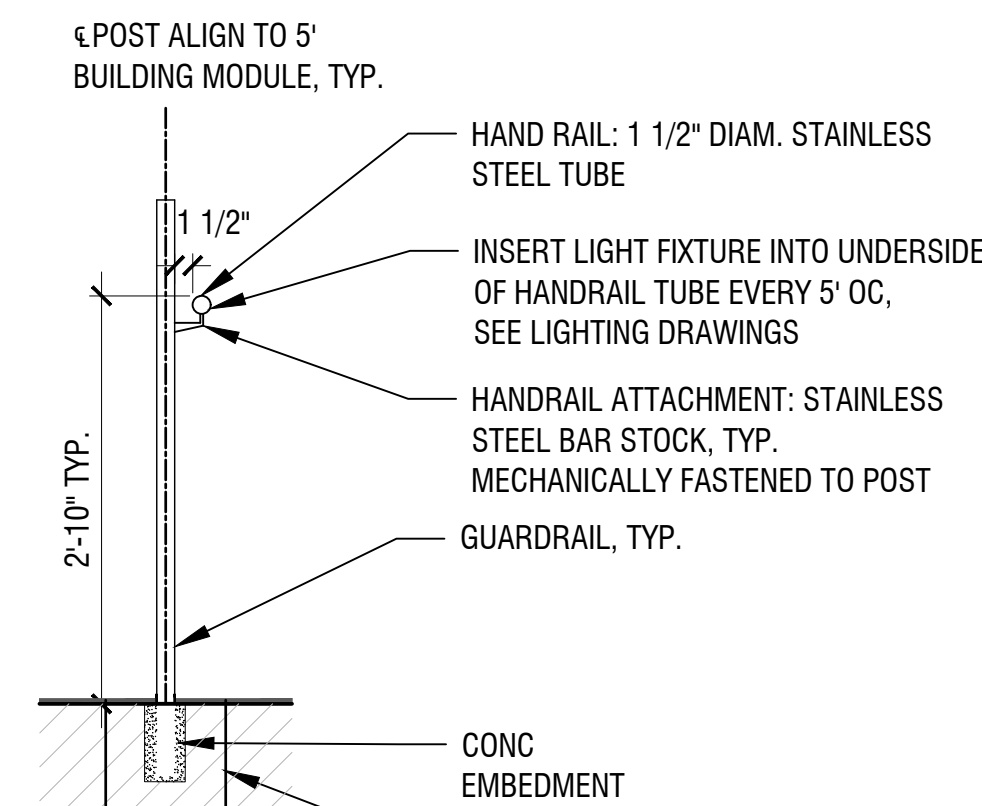 ℄ POST ALIGN TO 5'
BUILDING MODULE, TYP.
HAND RAIL: 1 1/2" DIAM. STAINLESS
STEEL TUBE
1 1/2"
INSERT LIGHT FIXTURE INTO UNDERSIDE
OF HANDRAIL TUBE EVERY 5' OC,
SEE LIGHTING DRAWINGS
HANDRAIL ATTACHMENT: STAINLESS
STEEL BAR STOCK, TYP.
MECHANICALLY FASTENED TO POST
2'-10" TYP.
GUARDRAIL, TYP.
CONC
EMBEDMENT